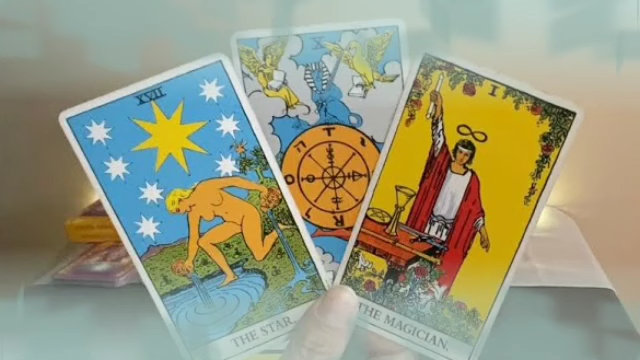 XVII
THE STAR.
X
I
THE MAGICIAN.